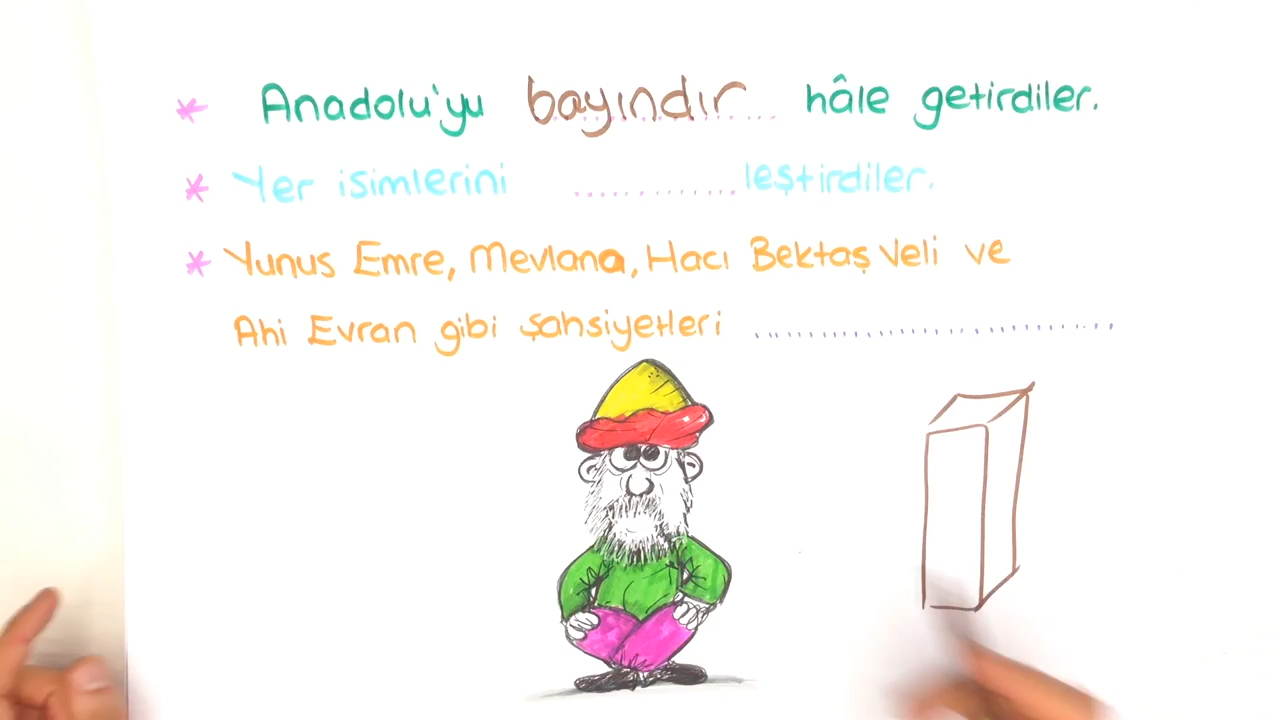 * Anadolu'yu bayındır hâle getirdiler.
* Yer isimlerini ............. leştirdiler.
* Yunus Emre, Mevlana, Hacı Bektaş Veli ve
Ahi Evran gibi şahsiyetleri ..............................